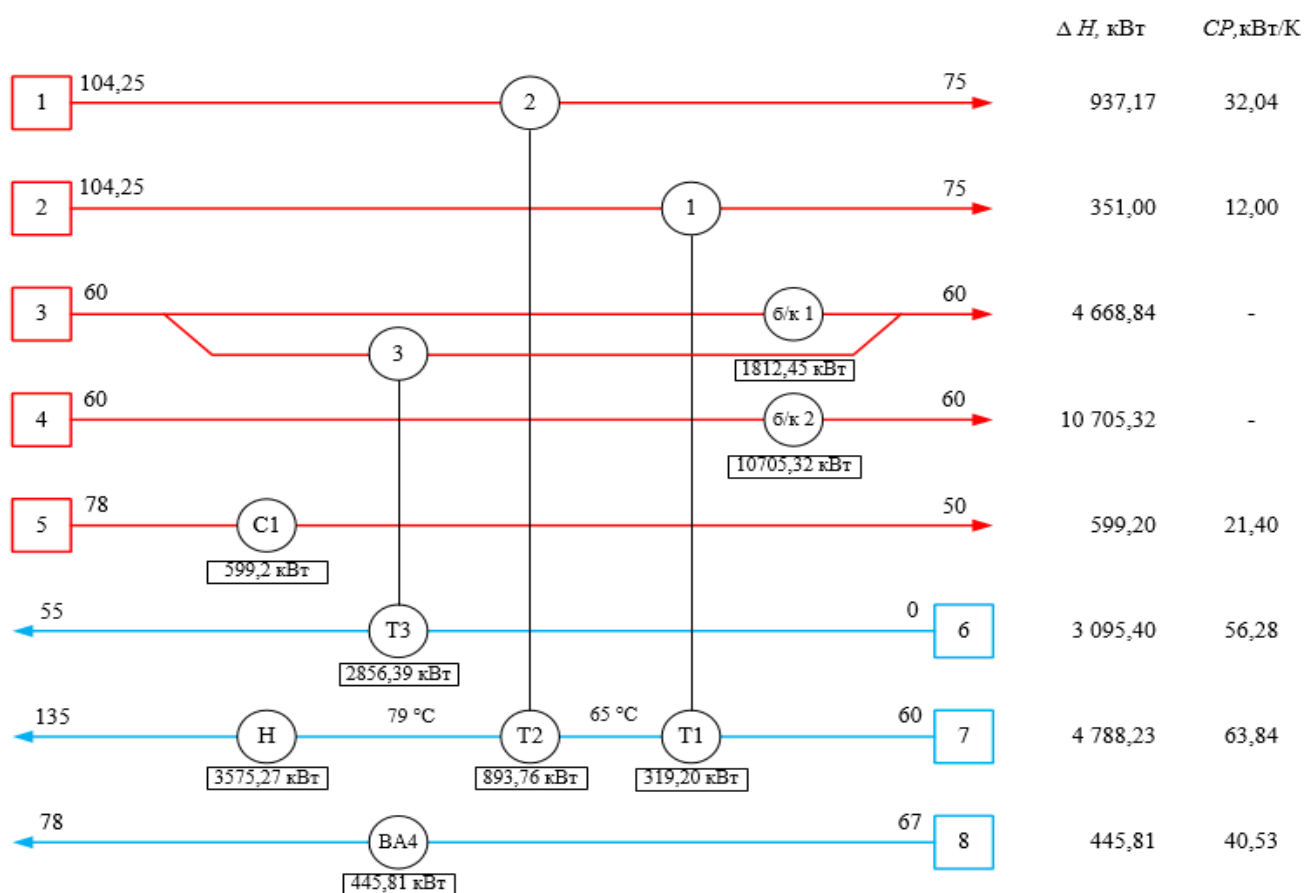 Δ H, кВт CP,кВт/К
1 104,25 2 75 937,17 32,04
2 104,25 1 75 351,00 12,00
3 60 б/к 1 60 4 668,84 -
3
1812,45 кВт
4 60 б/к 2 60 10 705,32 -
10705,32 кВт
5 78 C1 50 599,20 21,40
599,2 кВт
55 T3 0 6 3 095,40 56,28
2856,39 кВт
135 H 79 °C T2 65 °C T1 60 7 4 788,23 63,84
3575,27 кВт 893,76 кВт 319,20 кВт
78 BA4 67 8 445,81 40,53
445,81 кВт